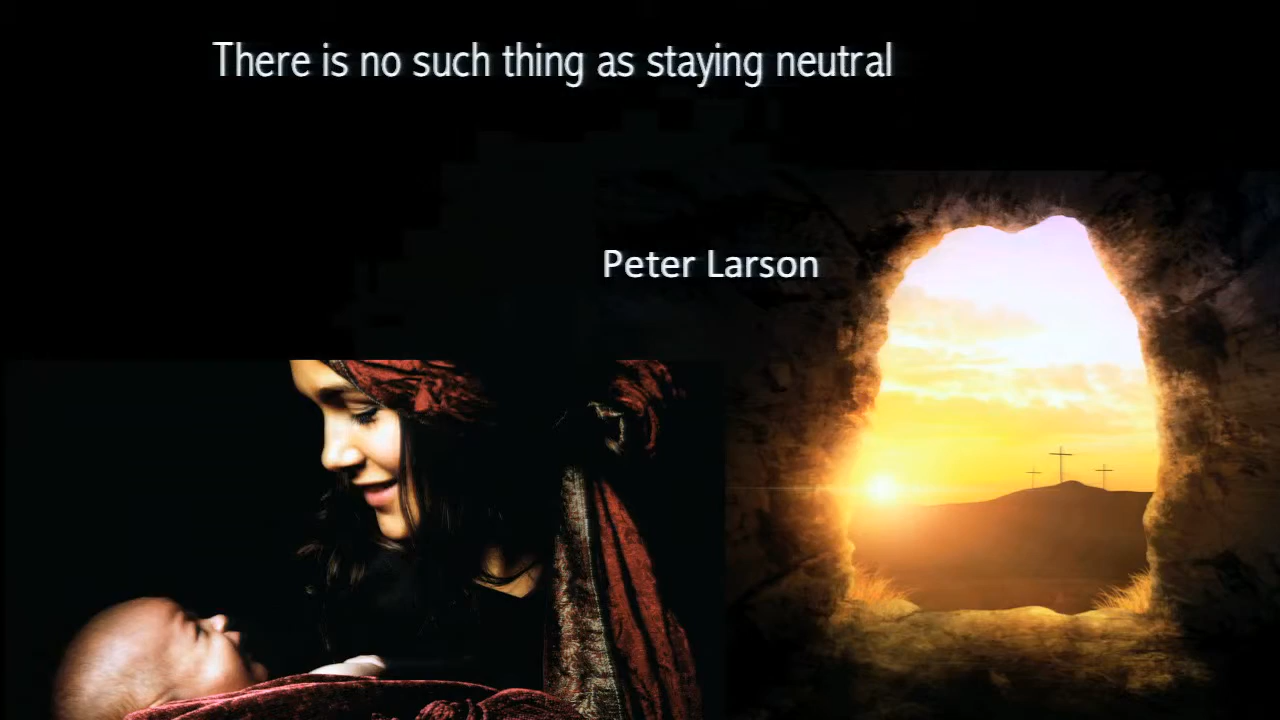 There is no such thing as staying neutral
Peter Larson